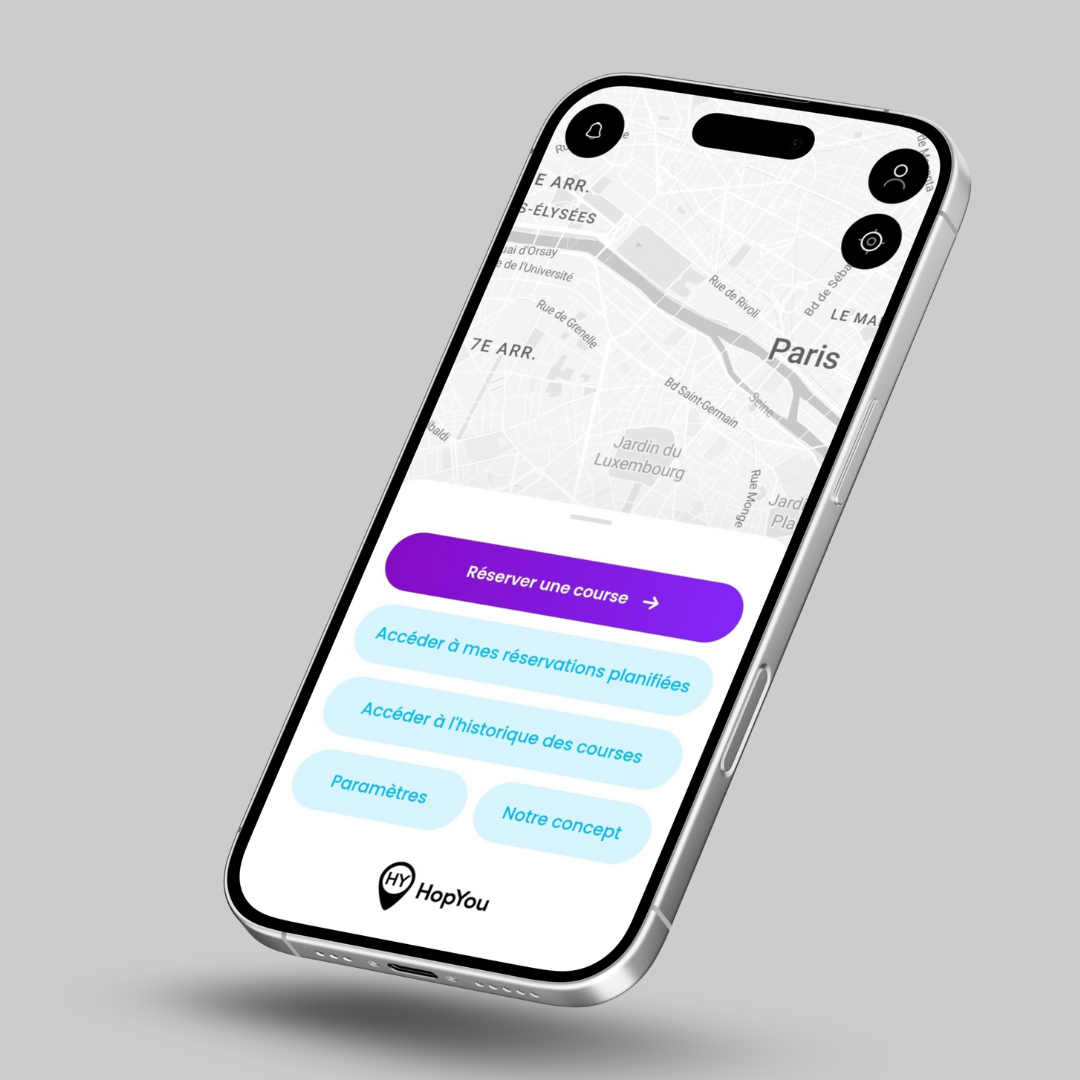 E ARR.
S-ÉLYSÉES
Quai d'Orsay
e de l'Université
Rue de Rivoli
Bd de Séba
LE MA
Rue de Grenelle
7E ARR.
Paris
Bd Saint-Germain
Seine
baldi
Jardin du
Luxembourg
Rue Monge
Jardi
Pla
Réserver une course →
Accéder à mes réservations planifiées
Accéder à l'historique des courses
Paramètres
Notre concept
HY
HopYou